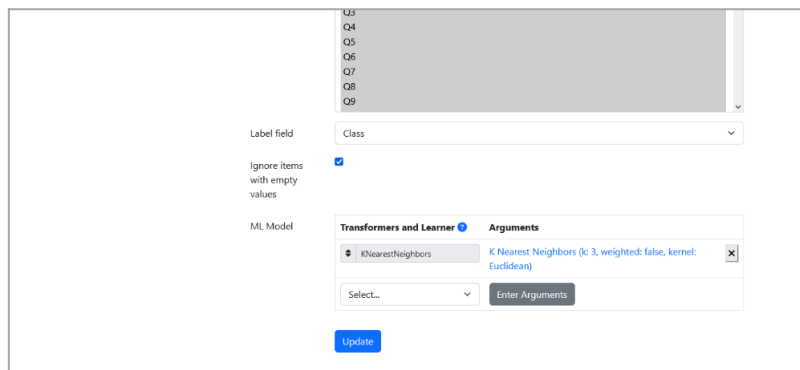 Q3
Q4
Q5
Q6
Q7
Q8
Q9
Label field
Class
Ignore items
with empty
values
ML Model
Transformers and Learner ?
Arguments
KNearestNeighbors
K Nearest Neighbors (k: 3, weighted: false, kernel:
Euclidean)
Select...
Enter Arguments
Update